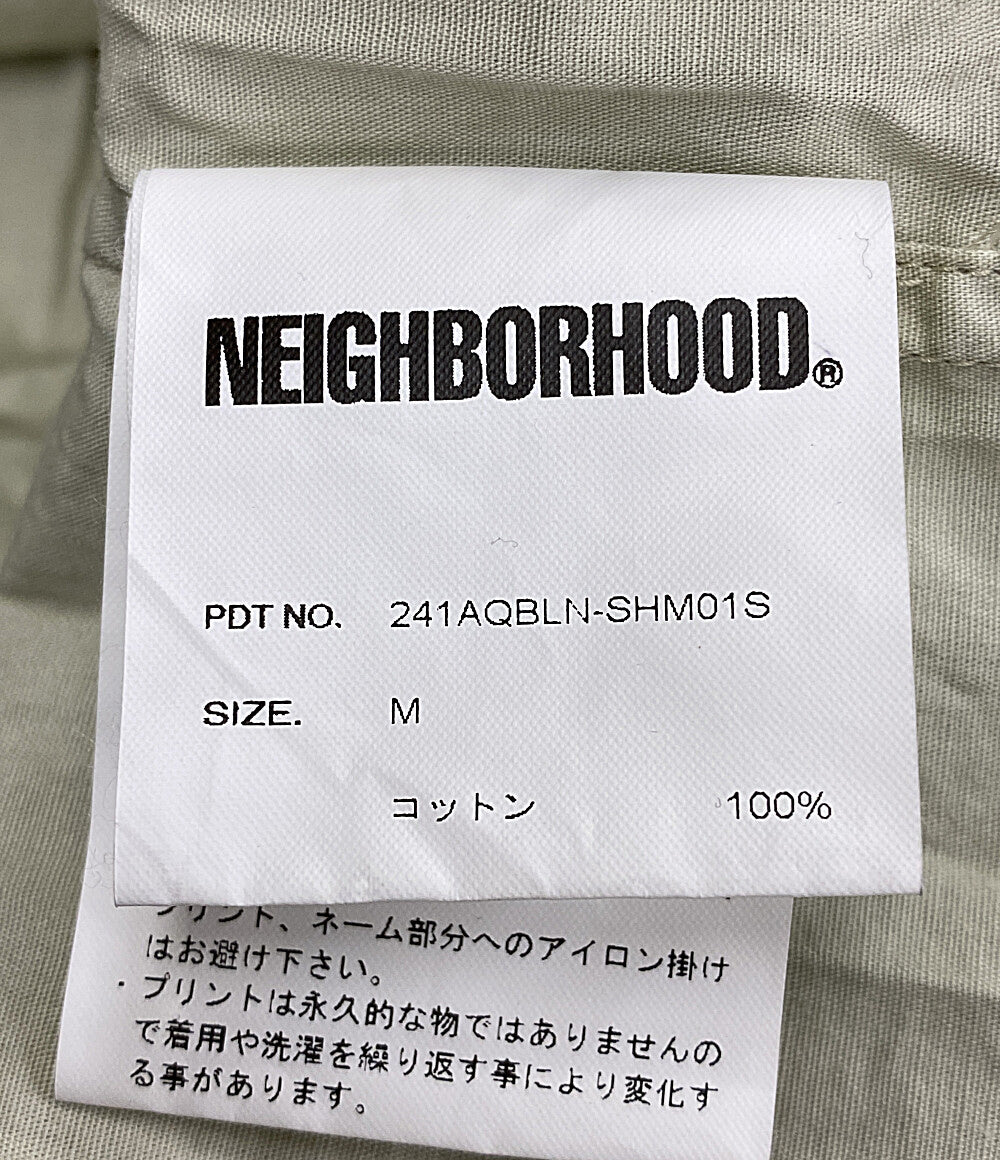 NEIGHBORHOOD®
PDT NO. 241AQBLN-SHM01S
SIZE. M
コットン 100%
プリント、ネーム部分へのアイロン掛け
はお避け下さい。
・プリントは永久的な物ではありませんの
で着用や洗濯を繰り返す事により変化す
る事があります。